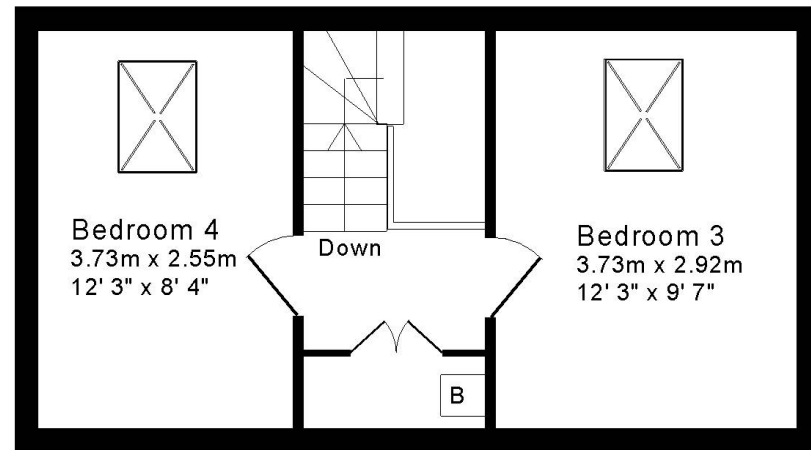 Bedroom 4
3.73m x 2.55m
12' 3" x 8' 4"
Down
Bedroom 3
3.73m x 2.92m
12' 3" x 9' 7"
B